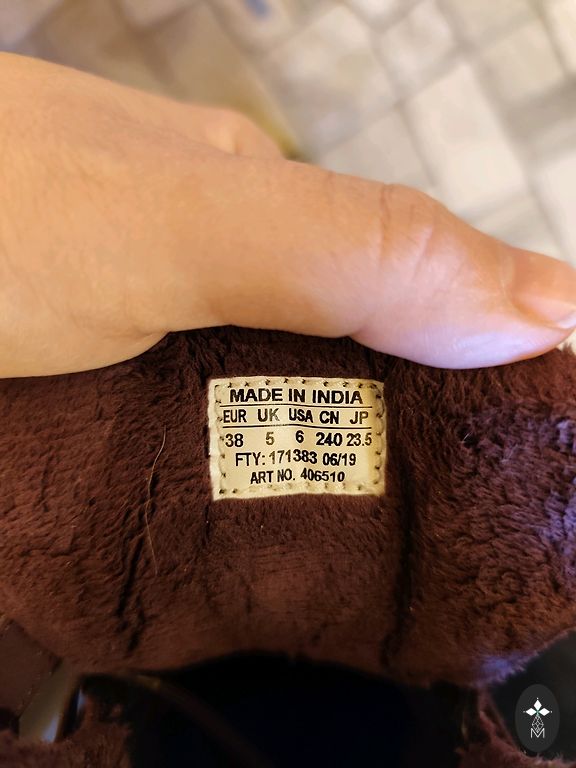 MADE IN INDIA
EUR UK USA CN JP
38 5 6 240 23.5
FTY: 171383 06/19
ART NO. 406510
M